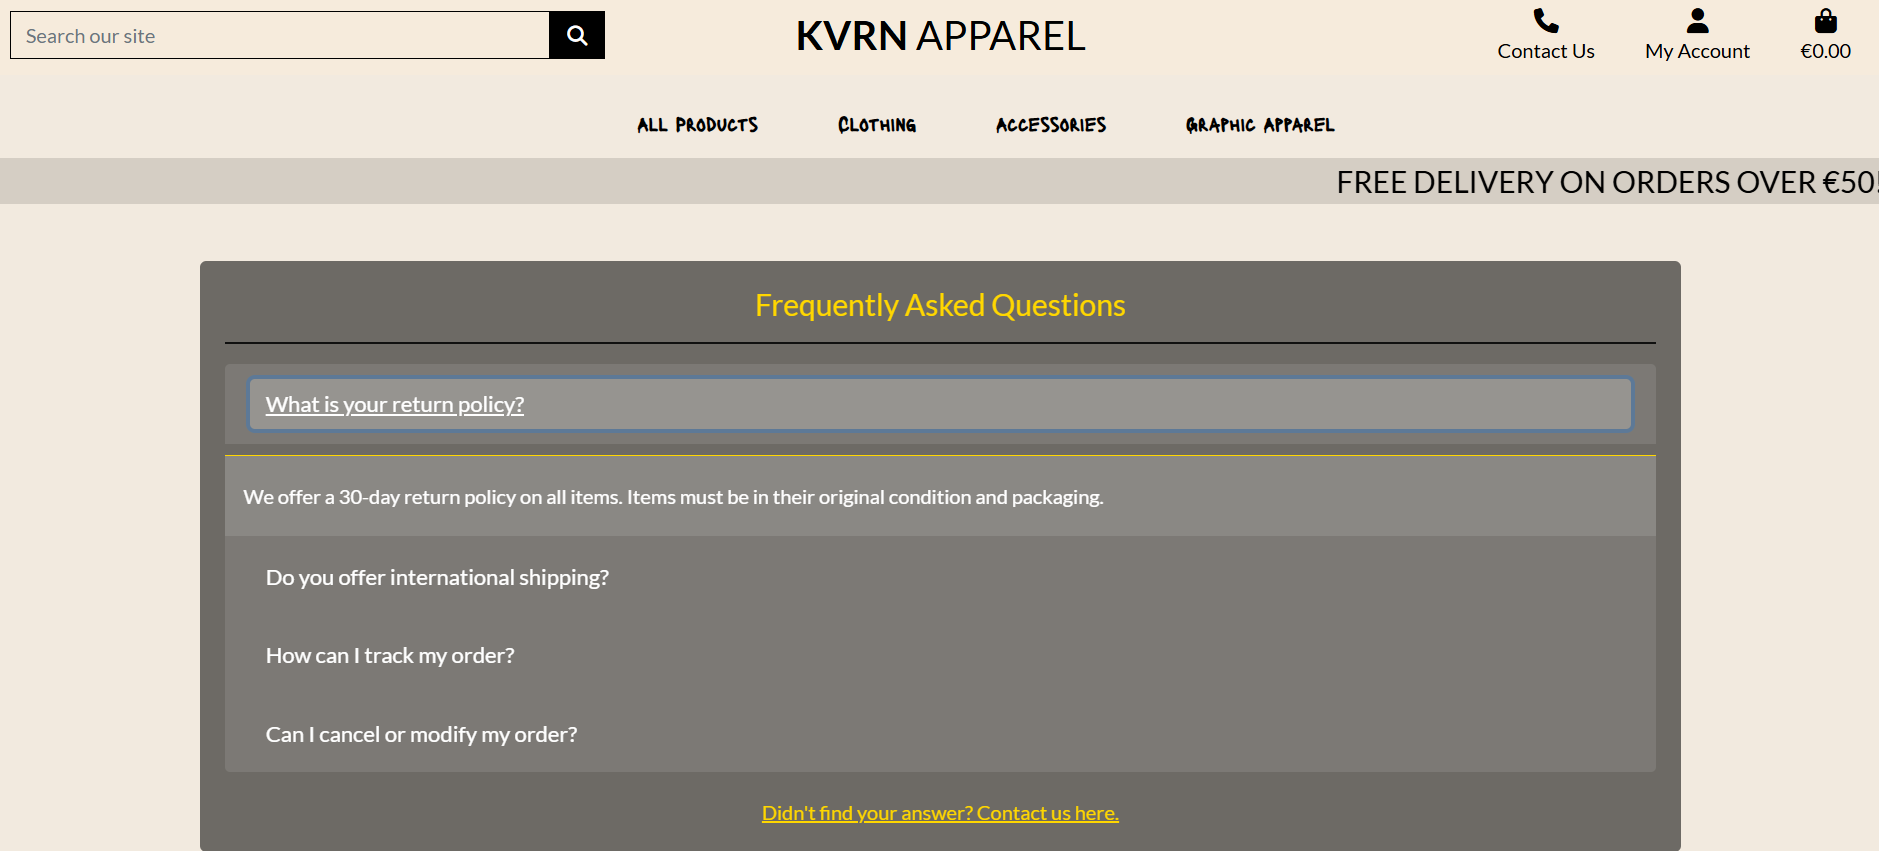 Search our site
KVRN APPAREL
Contact Us
My Account
€0.00
ALL PRODUCTS
CLOTHING
ACCESSORIES
GRAPHIC APPAREL
FREE DELIVERY ON ORDERS OVER €50!
Frequently Asked Questions
What is your return policy?
We offer a 30-day return policy on all items. Items must be in their original condition and packaging.
Do you offer international shipping?
How can I track my order?
Can I cancel or modify my order?
Didn't find your answer? Contact us here.